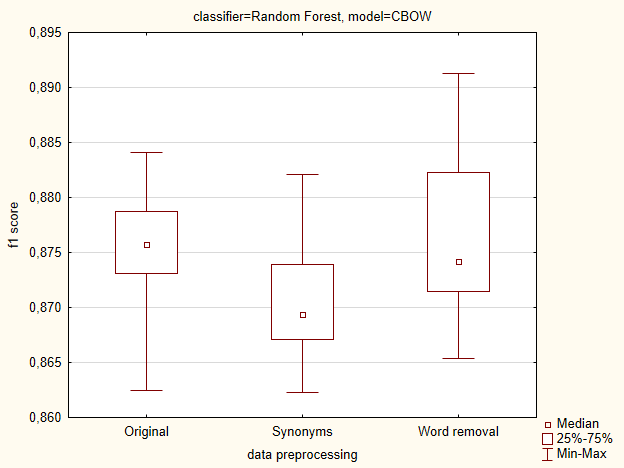 classifier=Random Forest, model=CBOW
0,895
0,890
0,885
0,880
0,875
0,870
0,865
0,860
f1 score
Original Synonyms Word removal
data preprocessing
Median
25%-75%
Min-Max